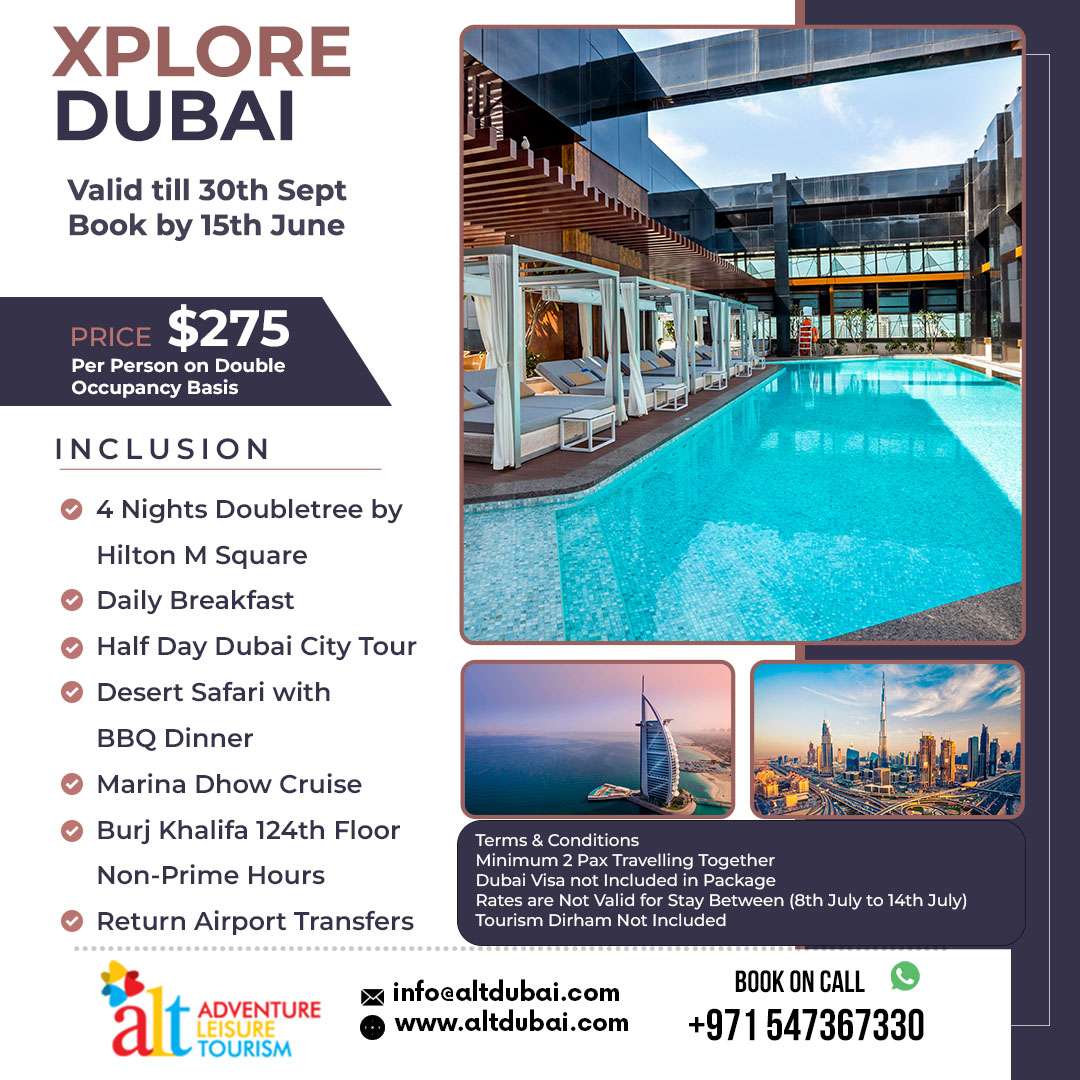 XPLORE
DUBAI
Valid till 30th Sept
Book by 15th June
PRICE $275
Per Person on Double
Occupancy Basis
INCLUSION
4 Nights Doubletree by
Hilton M Square
Daily Breakfast
Half Day Dubai City Tour
Desert Safari with
BBQ Dinner
Marina Dhow Cruise
Burj Khalifa 124th Floor
Non-Prime Hours
Return Airport Transfers
Terms & Conditions
Minimum 2 Pax Travelling Together
Dubai Visa not Included in Package
Rates are Not Valid for Stay Between (8th July to 14th July)
Tourism Dirham Not Included
alt ADVENTURE
LEISURE
TOURISM
info@altdubai.com
www.altdubai.com
BOOK ON CALL
+971 547367330